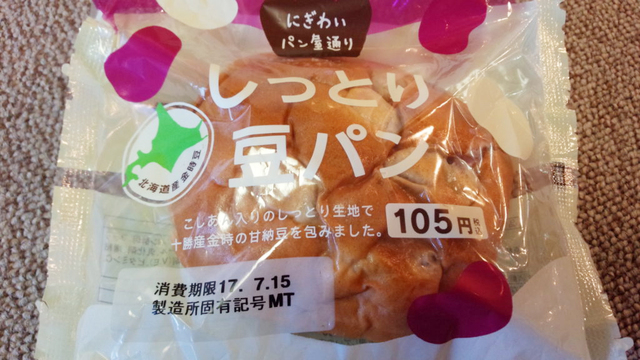 にぎわい
パン屋通り
しっとり
豆パン
北海道産金時豆
こしあん入りのしっとり生地で
十勝産金時の甘納豆を包みました。
105円税込
消費期限17. 7.15
製造所固有記号MT